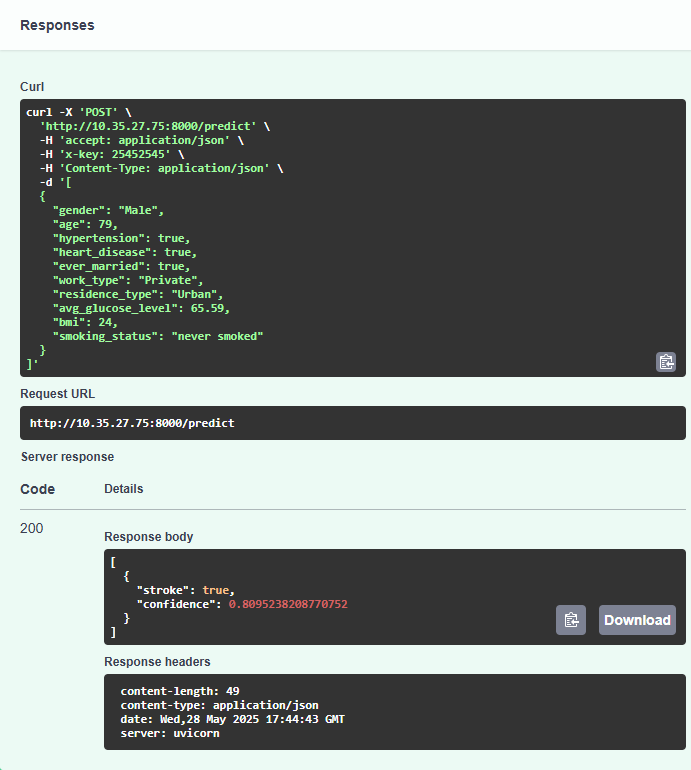 Responses
Curl
curl -X 'POST' \
  'http://10.35.27.75:8000/predict' \
  -H 'accept: application/json' \
  -H 'x-key: 25452545' \
  -H 'Content-Type: application/json' \
  -d '[
  {
    "gender": "Male",
    "age": 79,
    "hypertension": true,
    "heart_disease": true,
    "ever_married": true,
    "work_type": "Private",
    "residence_type": "Urban",
    "avg_glucose_level": 65.59,
    "bmi": 24,
    "smoking_status": "never smoked"
  }
]'
Request URL
http://10.35.27.75:8000/predict
Server response
Code Details
200
Response body
[
  {
    "stroke": true,
    "confidence": 0.8095238208770752
  }
]
Download
Response headers
content-length: 49
content-type: application/json
date: Wed,28 May 2025 17:44:43 GMT
server: uvicorn